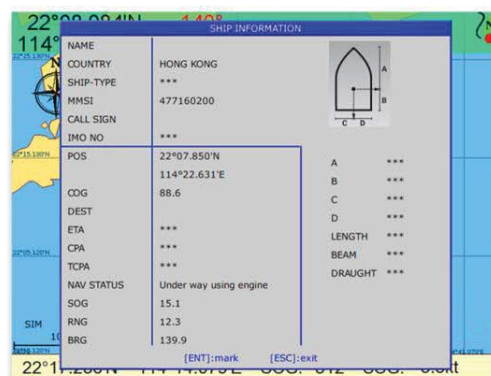 SHIP INFORMATION
NAME
COUNTRY HONG KONG
SHIP-TYPE ***
MMSI 477160200
CALL SIGN
IMO NO ***
POS 22°07.850'N
114°22.631'E
COG 88.6
DEST
ETA ***
CPA ***
TCPA ***
NAV STATUS Under way using engine
SOG 15.1
RNG 12.3
BRG 139.9
A
B
C D
A ***
B ***
C ***
D ***
LENGTH ***
BEAM ***
DRAUGHT ***
[ENT]:mark [ESC]:exit
114°
N
SIM